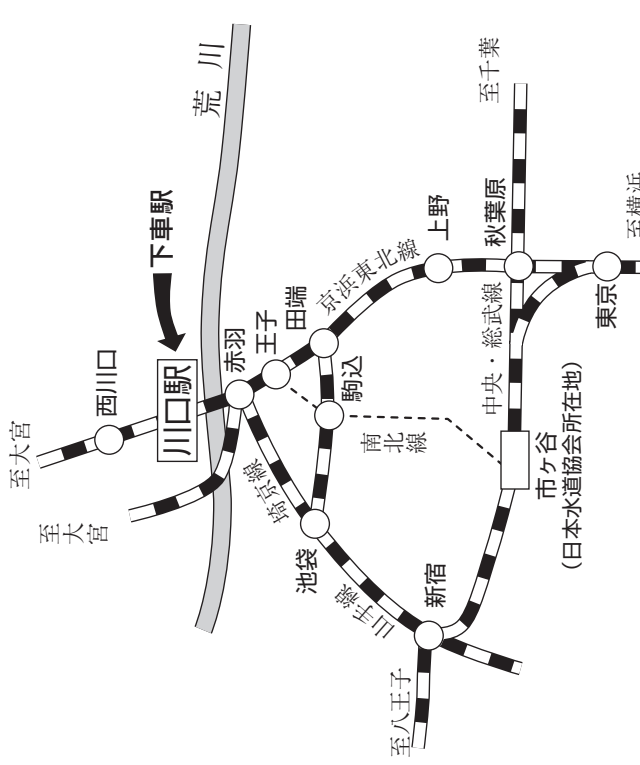 至大宮
西川口
下車駅
荒川
川口駅
至大宮
赤羽
王子
田端
京浜東北線
上野
秋葉原
至千葉
埼京線
駒込
南北線
中央・総武線
東京
至横浜
池袋
山手線
新宿
市ヶ谷
(日本水道協会所在地)
至八王子